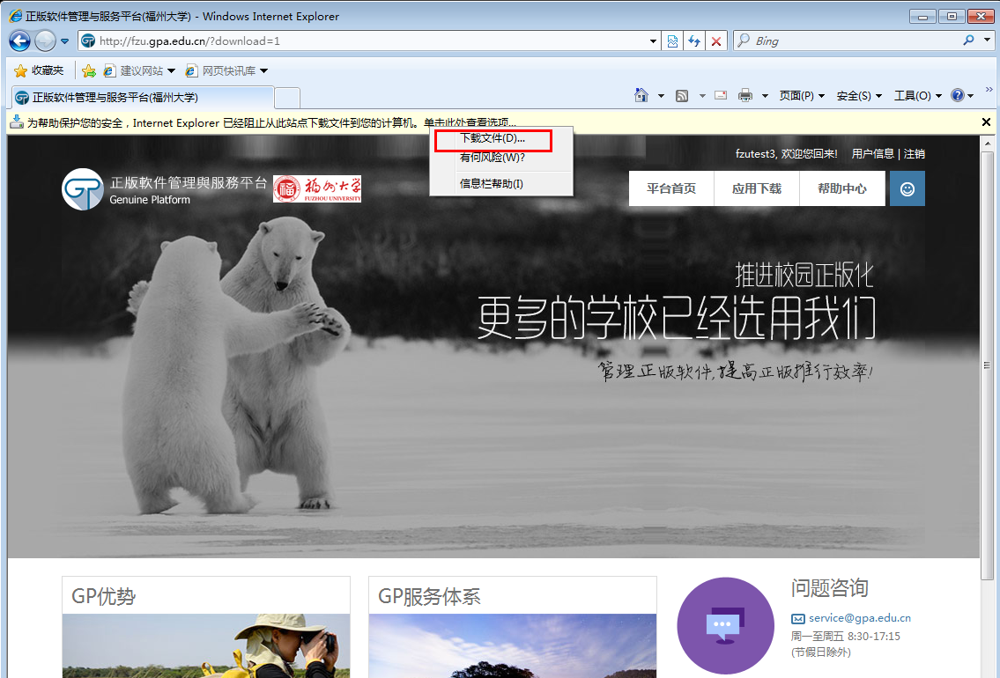 正版软件管理与服务平台(福州大学) - Windows Internet Explorer
http://fzu.gpa.edu.cn/?download=1
Bing
收藏夹
建议网站
网页快讯库
正版软件管理与服务平台(福州大学)
页面(P)
安全(S)
工具(O)
为帮助保护您的安全，Internet Explorer 已经阻止从此站点下载文件到您的计算机。单击此处查看选项...
下载文件(D)...
有何风险(W)?
信息栏帮助(I)
fzutest3, 欢迎您回来!
用户信息 | 注销
正版軟件管理與服務平台
Genuine Platform
福州大学
FUZHOU UNIVERSITY
平台首页
应用下载
帮助中心
推进校园正版化
更多的学校已经选用我们
管理正版软件,提高正版推行效率!
GP优势
GP服务体系
问题咨询
service@gpa.edu.cn
周一至周五 8:30-17:15
(节假日除外)